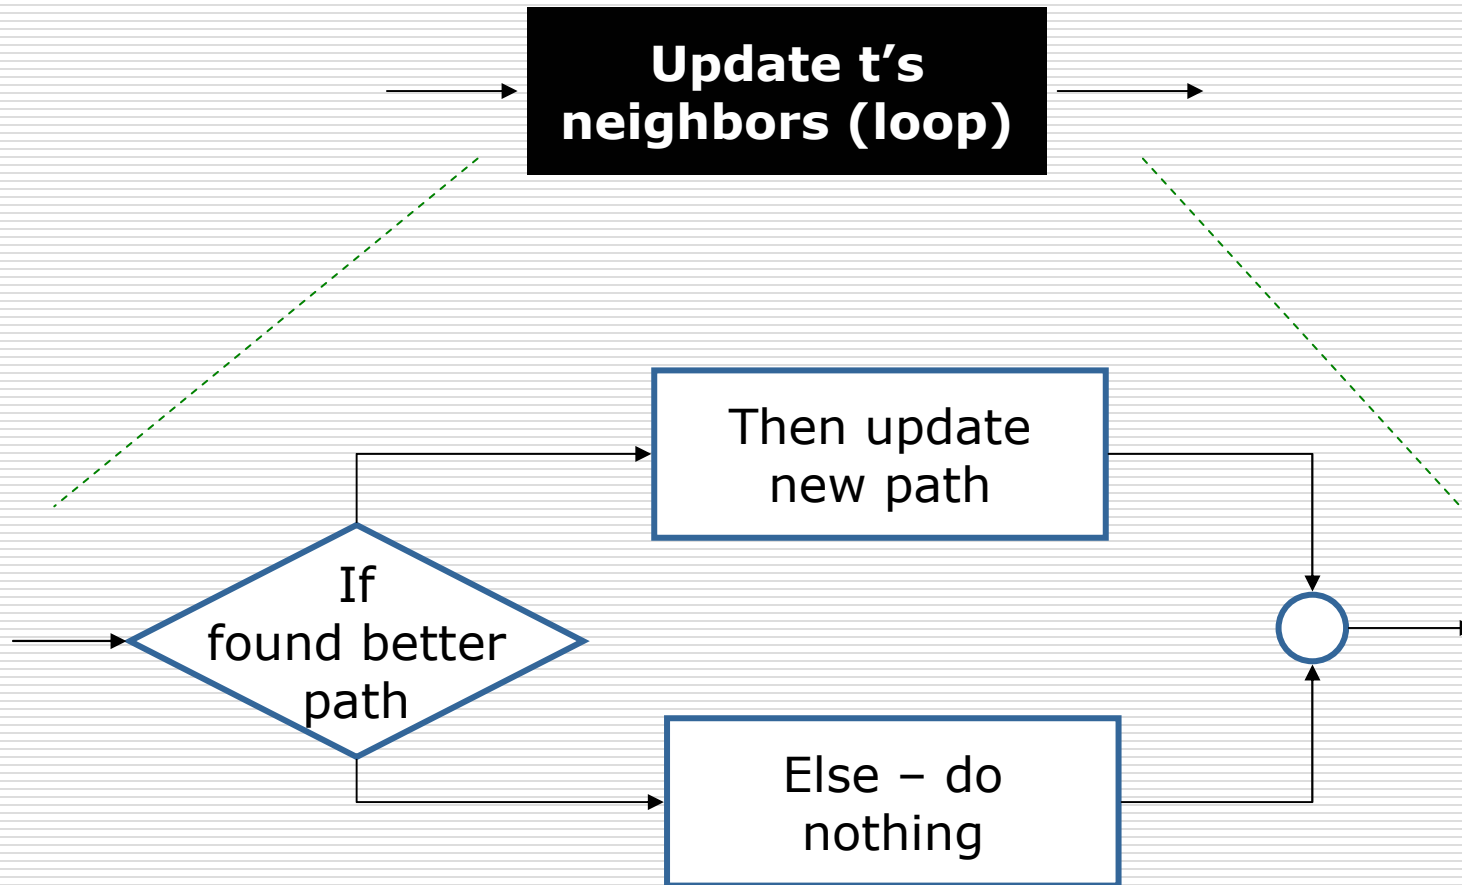 Update t’s
neighbors (loop)
Then update
new path
If
found better
path
Else – do
nothing